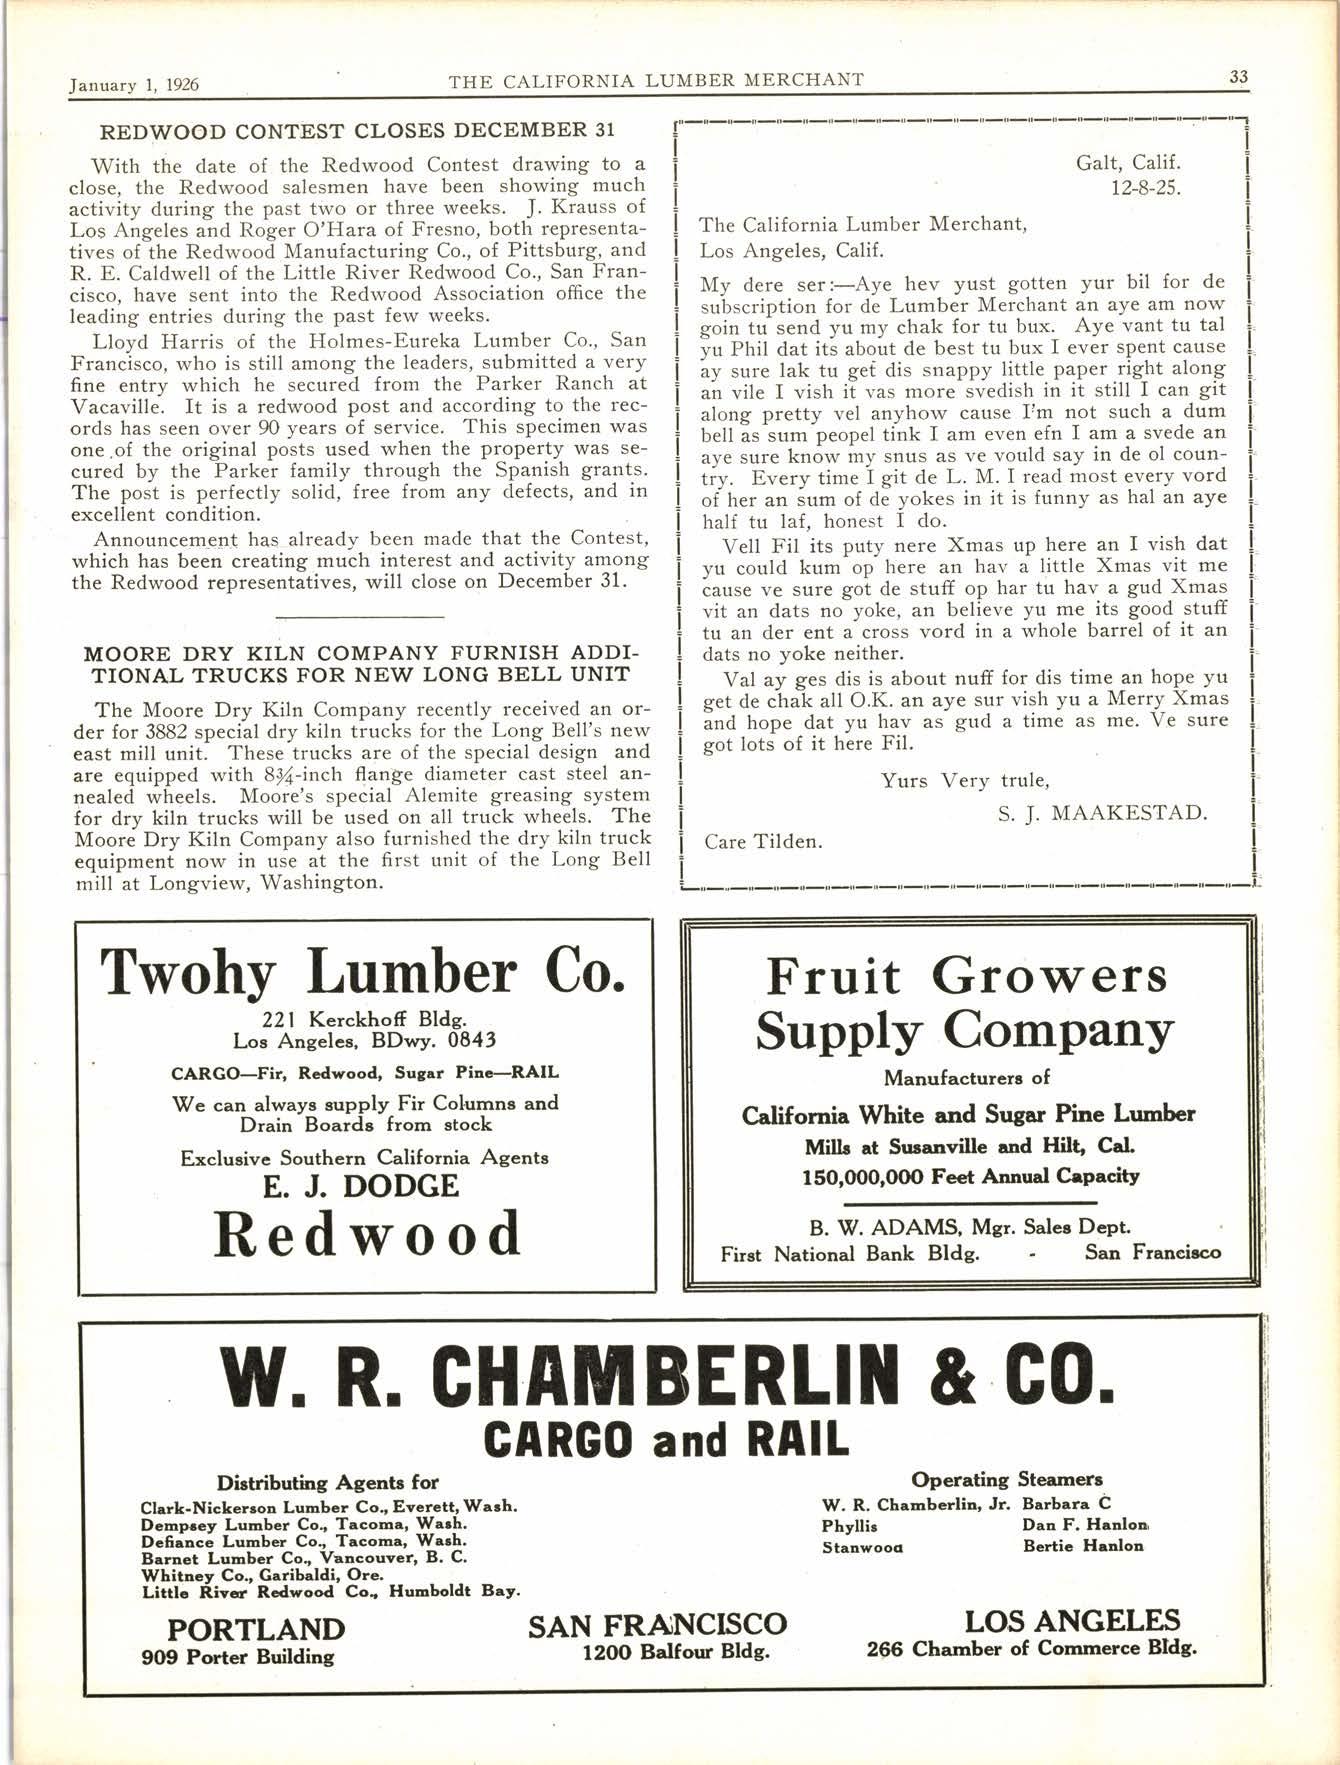 January 1, 1926
THE CALIFORNIA LUMBER MERCHANT
33
REDWOOD CONTEST CLOSES DECEMBER 31
With the date of the Redwood Contest drawing to a
close, the Redwood salesmen have been showing much
activity during the past two or three weeks. J. Krauss of
Los Angeles and Roger O'Hara of Fresno, both representa-
tives of the Redwood Manufacturing Co., of Pittsburg, and
R. E. Caldwell of the Little River Redwood Co., San Fran-
cisco, have sent into the Redwood Association office the
leading entries during the past few weeks.
Lloyd Harris of the Holmes-Eureka Lumber Co., San
Francisco, who is still among the leaders, submitted a very
fine entry which he secured from the Parker Ranch at
Vacaville. It is a redwood post and according to the rec-
ords has seen over 90 years of service. This specimen was
one of the original posts used when the property was se-
cured by the Parker family through the Spanish grants.
The post is perfectly solid, free from any defects, and in
excellent condition.
Announcement has already been made that the Contest,
which has been creating much interest and activity among
the Redwood representatives, will close on December 31.
MOORE DRY KILN COMPANY FURNISH ADDI-
TIONAL TRUCKS FOR NEW LONG BELL UNIT
The Moore Dry Kiln Company recently received an or-
der for 3882 special dry kiln trucks for the Long Bell's new
east mill unit. These trucks are of the special design and
are equipped with 8¾-inch flange diameter cast steel an-
nealed wheels. Moore's special Alemite greasing system
for dry kiln trucks will be used on all truck wheels. The
Moore Dry Kiln Company also furnished the dry kiln truck
equipment now in use at the first unit of the Long Bell
mill at Longview, Washington.
Galt, Calif.
12-8-25.
The California Lumber Merchant,
Los Angeles, Calif.
My dere ser:—Aye hev yust gotten yur bil for de
subscription for de Lumber Merchant an aye am now
goin tu send yu my chak for tu bux. Aye vant tu tal
yu Phil dat its about de best tu bux I ever spent cause
ay sure lak tu get dis snappy little paper right along
an vile I vish it vas more svedish in it still I can git
along pretty vel anyhow cause I'm not such a dum
bell as sum peopel tink I am even efn I am a svede an
aye sure know my snus as ve vould say in de ol coun-
try. Every time I git de L. M. I read most every vord
of her an sum of de yokes in it is funny as hal an aye
half tu laf, honest I do.
Vell Fil its puty nere Xmas up here an I vish dat
yu could kum op here an hav a little Xmas vit me
cause ve sure got de stuff op har tu hav a gud Xmas
vit an dats no yoke, an believe yu me its good stuff
tu an der ent a cross vord in a whole barrel of it an
dats no yoke neither.
Val ay ges dis is about nuff for dis time an hope yu
get de chak all O.K. an aye sur vish yu a Merry Xmas
and hope dat yu hav as gud a time as me. Ve sure
got lots of it here Fil.
Yurs Very trule,
S. J. MAAKESTAD.
Care Tilden.
Twohy Lumber Co.
221 Kerckhoff Bldg.
Los Angeles, BDwy. 0843
CARGO—Fir, Redwood, Sugar Pine—RAIL
We can always supply Fir Columns and
Drain Boards from stock
Exclusive Southern California Agents
E. J. DODGE
Redwood
Fruit Growers
Supply Company
Manufacturers of
California White and Sugar Pine Lumber
Mills at Susanville and Hilt, Cal.
150,000,000 Feet Annual Capacity
B. W. ADAMS, Mgr. Sales Dept.
First National Bank Bldg. - San Francisco
W. R. CHAMBERLIN & CO.
CARGO and RAIL
Distributing Agents for
Clark-Nickerson Lumber Co., Everett, Wash.
Dempsey Lumber Co., Tacoma, Wash.
Defiance Lumber Co., Tacoma, Wash.
Barnet Lumber Co., Vancouver, B. C.
Whitney Co., Garibaldi, Ore.
Little River Redwood Co., Humboldt Bay.
Operating Steamers
W. R. Chamberlin, Jr. Barbara C
Phyllis Dan F. Hanlon
Stanwood Bertie Hanlon
PORTLAND
909 Porter Building
SAN FRANCISCO
1200 Balfour Bldg.
LOS ANGELES
266 Chamber of Commerce Bldg.